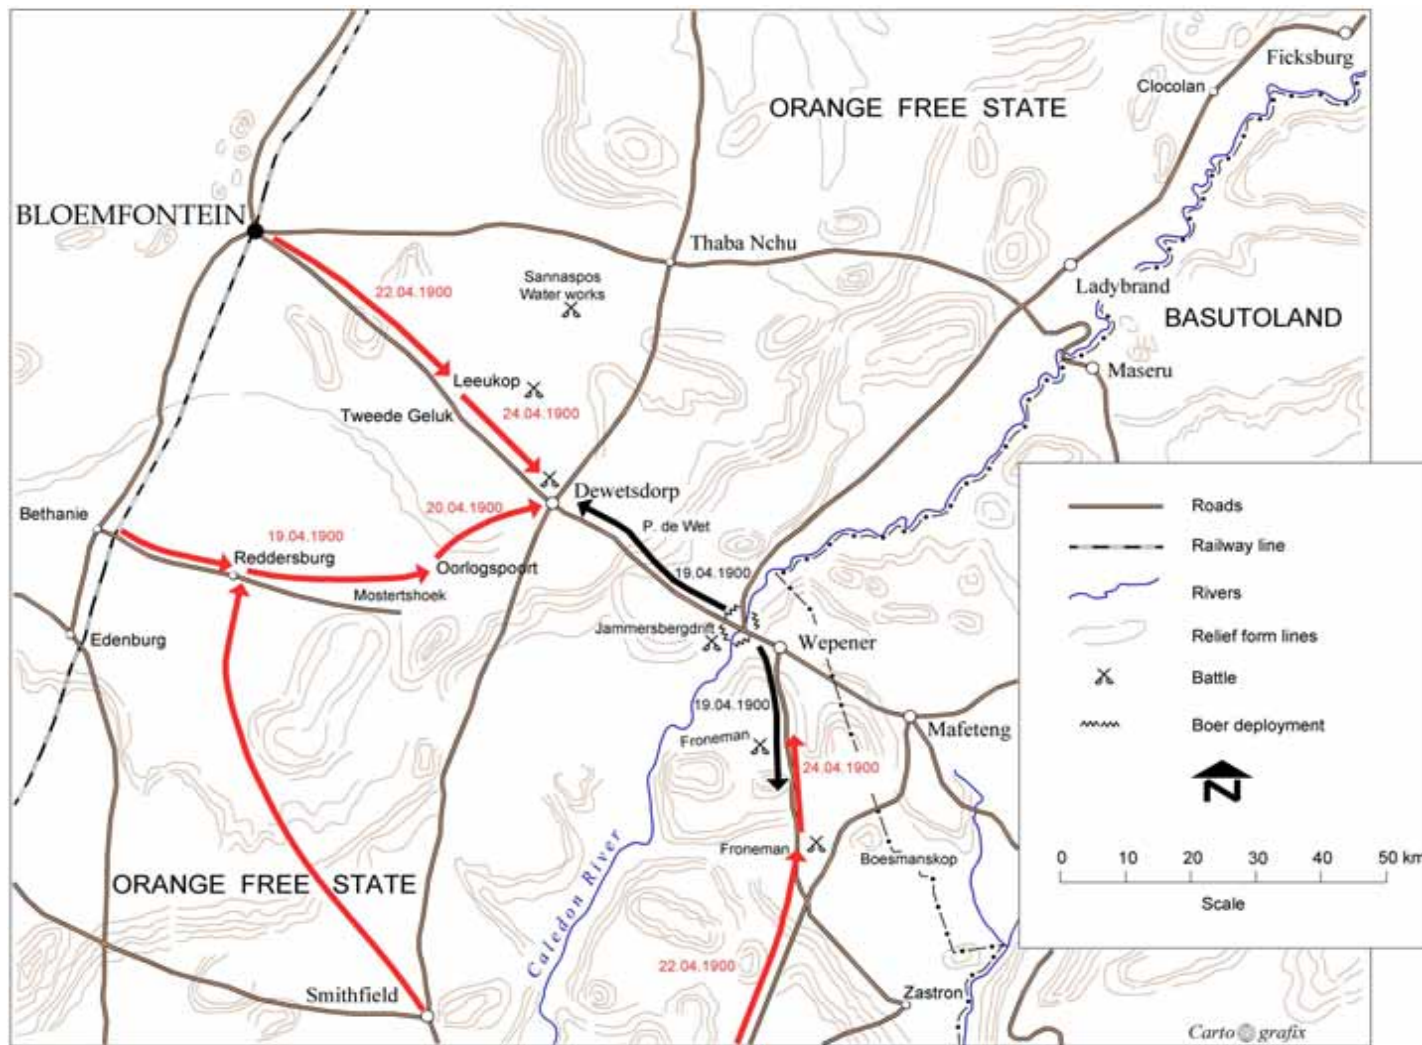 Ficksburg
Clocolan
ORANGE FREE STATE
BLOEMFONTEIN
Thaba Nchu
Sannaspos
Water works
22.04.1900
Ladybrand
BASUTOLAND
Maseru
Leeukop
24.04.1900
Tweede Geluk
Dewetsdorp
20.04.1900
Bethanie
19.04.1900
P. de Wet
Reddersburg
Oorlogspoort
19.04.1900
Mostertshoek
Edenburg
Jammersbergdrift
Wepener
19.04.1900
Froneman
Mafeteng
24.04.1900
Froneman
Boesmanskop
ORANGE FREE STATE
Caledon River
22.04.1900
Smithfield
Zastron
Roads
Railway line
Rivers
Relief form lines
Battle
Boer deployment
N
0 10 20 30 40 50 km
Scale
Carto grafix